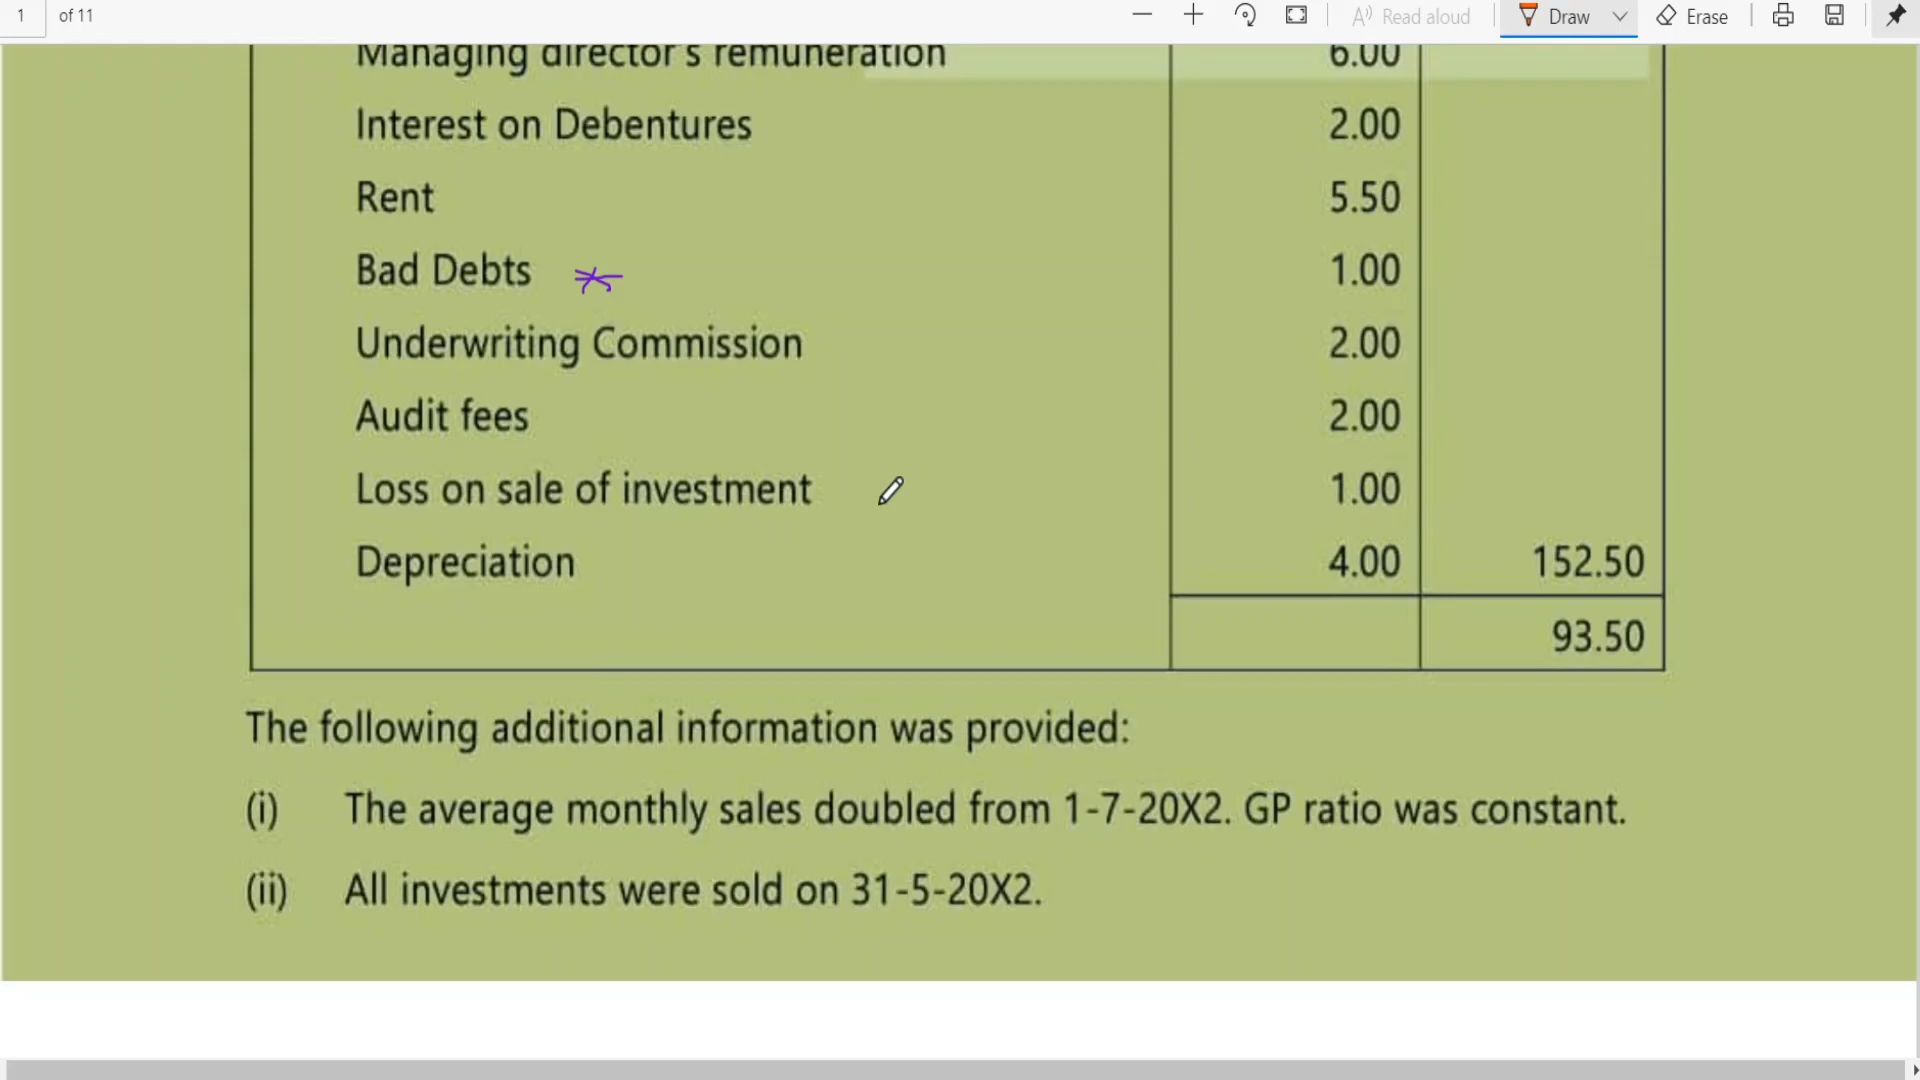 1 of 11 Read aloud Draw Erase
Managing director's remuneration 6.00
Interest on Debentures 2.00
Rent 5.50
Bad Debts 1.00
Underwriting Commission 2.00
Audit fees 2.00
Loss on sale of investment 1.00
Depreciation 4.00 152.50
93.50
The following additional information was provided:
(i) The average monthly sales doubled from 1-7-20X2. GP ratio was constant.
(ii) All investments were sold on 31-5-20X2.